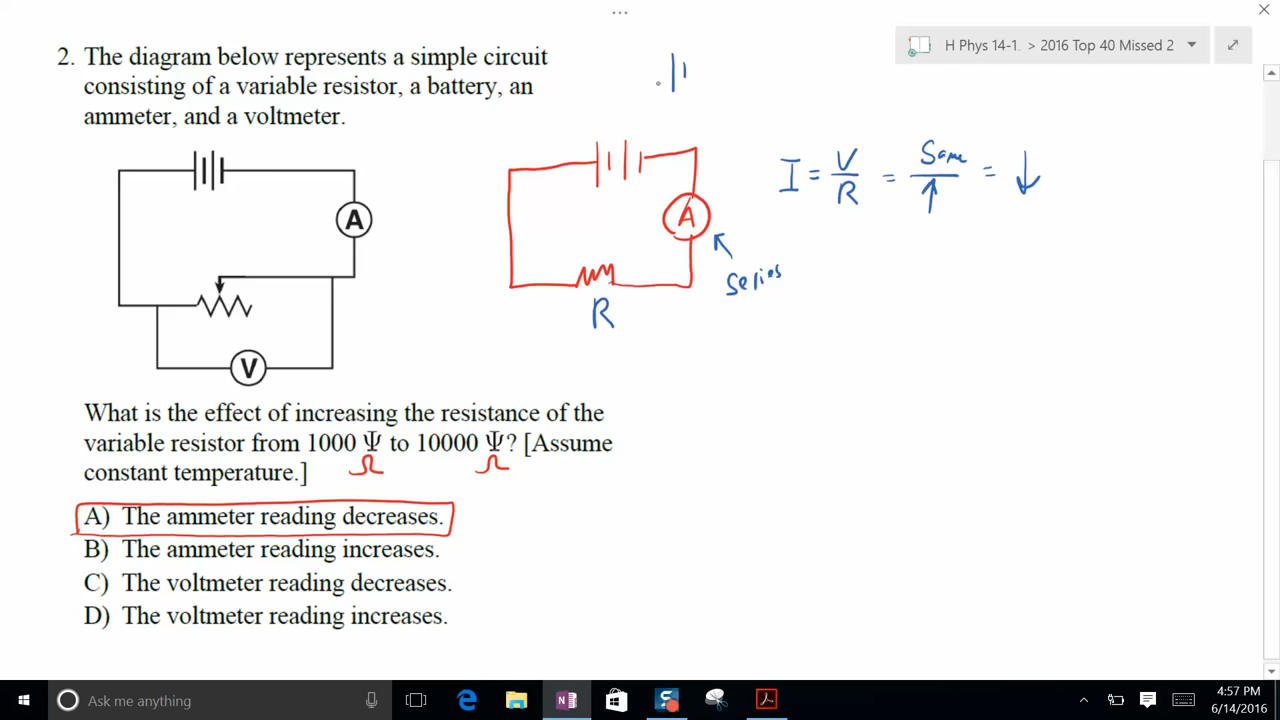 H Phys 14-1. > 2016 Top 40 Missed 2
2. The diagram below represents a simple circuit
consisting of a variable resistor, a battery, an
ammeter, and a voltmeter.
A
V
A
series
R
I = V/R = Same/↑ = ↓
What is the effect of increasing the resistance of the
variable resistor from 1000 Ψ to 10000 Ψ? [Assume
Ω Ω
constant temperature.]
A) The ammeter reading decreases.
B) The ammeter reading increases.
C) The voltmeter reading decreases.
D) The voltmeter reading increases.
Ask me anything
4:57 PM
6/14/2016